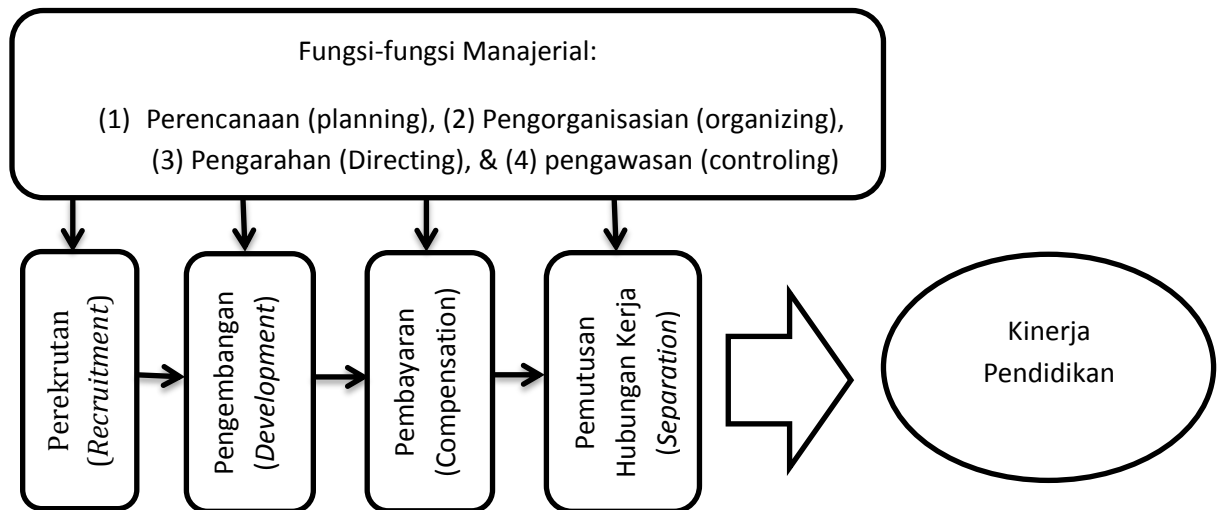 Fungsi-fungsi Manajerial:
(1) Perencanaan (planning), (2) Pengorganisasian (organizing),
(3) Pengarahan (Directing), & (4) pengawasan (controling)
Perekrutan
(Recruitment)
Pengembangan
(Development)
Pembayaran
(Compensation)
Pemutusan
Hubungan Kerja
(Separation)
Kinerja
Pendidikan